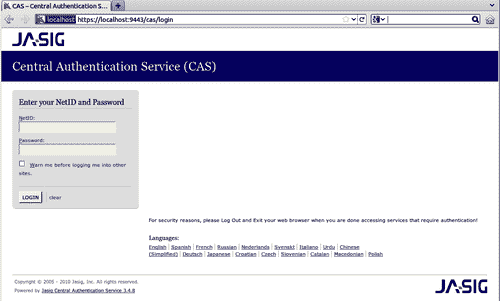 CAS – Central Authentication S...
localhost https://localhost:9443/cas/login
JASIG
Central Authentication Service (CAS)
Enter your NetID and Password
NetID:
Password:
Warn me before logging me into other
sites.
LOGIN clear
For security reasons, please Log Out and Exit your web browser when you are done accessing services that require authentication!
Languages:
English | Spanish | French | Russian | Nederlands | Svenskt | Italiano | Urdu | Chinese
(Simplified) | Deutsch | Japanese | Croatian | Czech | Slovenian | Catalan | Macedonian | Polish
Copyright © 2005 - 2010 Jasig, Inc. All rights reserved.
Powered by Jasig Central Authentication Service 3.4.8
JASIG